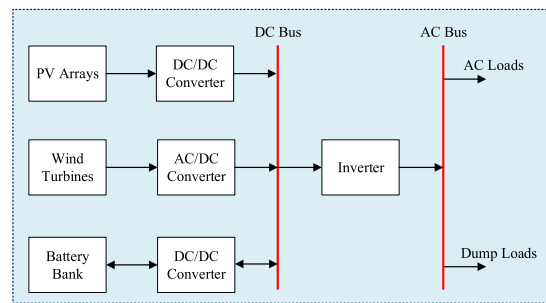 DC Bus
AC Bus
PV Arrays
DC/DC
Converter
AC Loads
Wind
Turbines
AC/DC
Converter
Inverter
Battery
Bank
DC/DC
Converter
Dump Loads